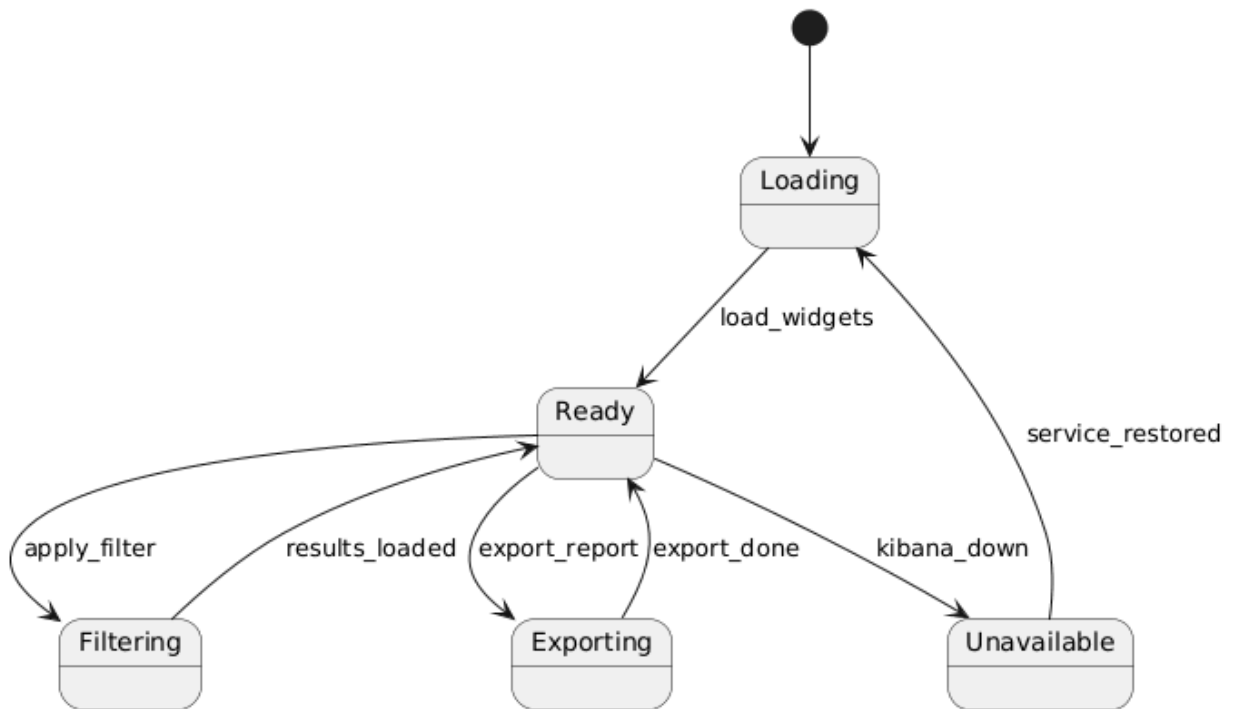 Loading
load_widgets
Ready
service_restored
apply_filter
results_loaded
export_report
export_done
kibana_down
Filtering
Exporting
Unavailable